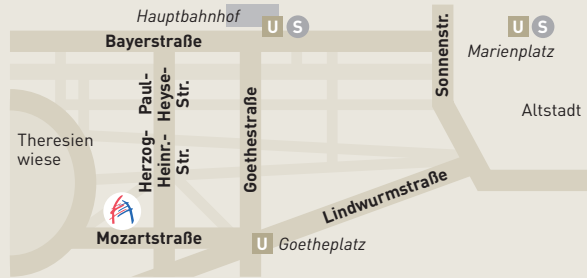 Hauptbahnhof
U S
Bayerstraße
Sonnenstr.
U S
Marienplatz
Altstadt
Paul-
Heyse-
Str.
Herzog-
Heinr.-
Str.
Goethestraße
Theresien
wiese
Lindwurmstraße
Mozartstraße
U Goetheplatz